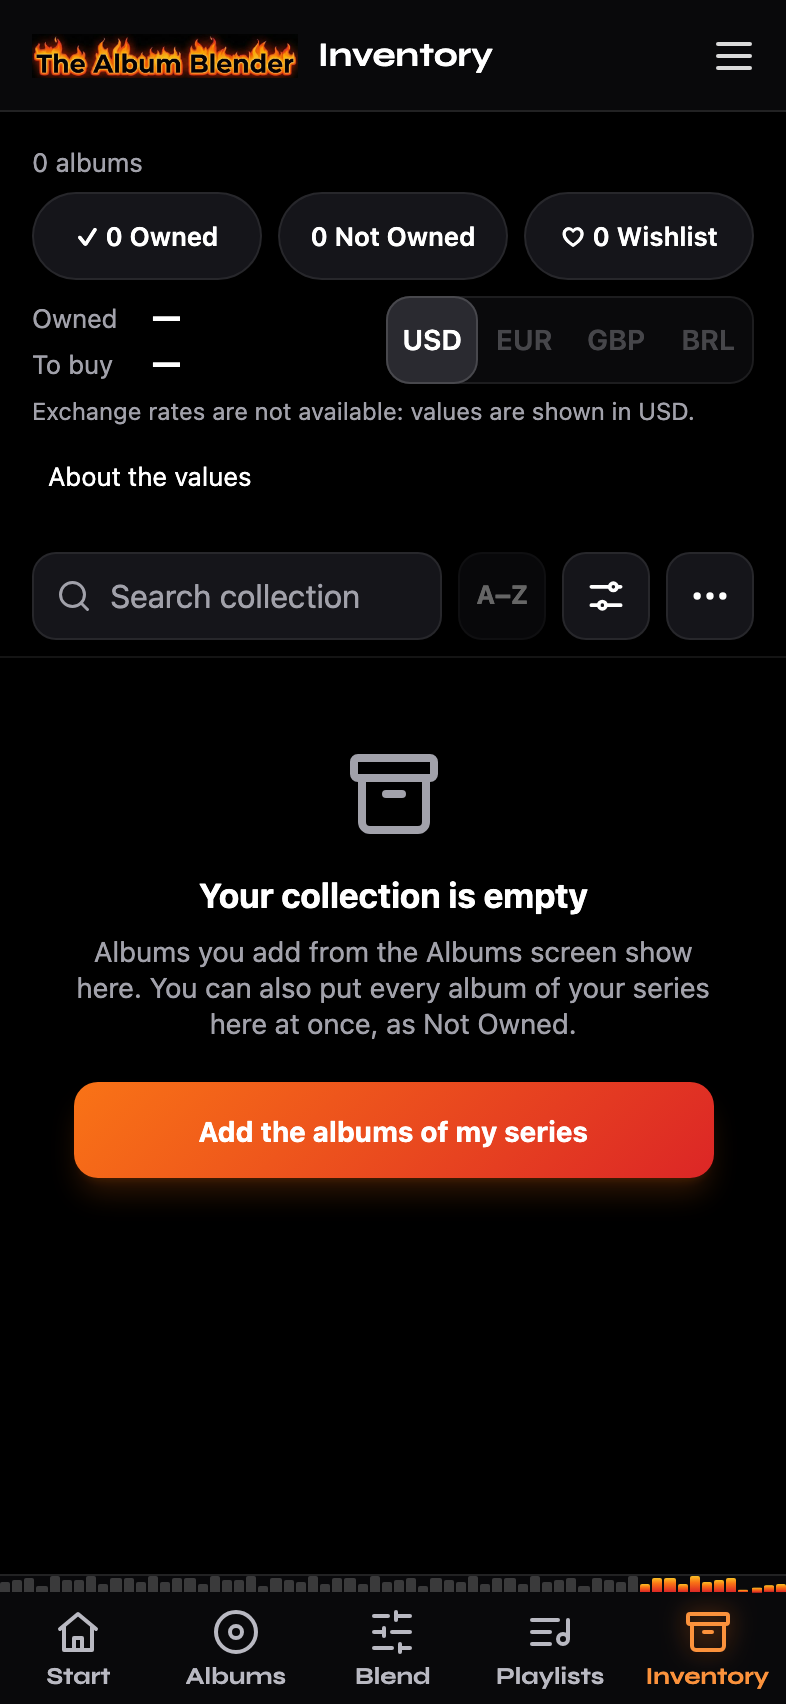 The Album Blender Inventory
0 albums
✓ 0 Owned
0 Not Owned
♡ 0 Wishlist
Owned —
To buy —
USD EUR GBP BRL
Exchange rates are not available: values are shown in USD.
About the values
Search collection
A–Z
Your collection is empty
Albums you add from the Albums screen show
here. You can also put every album of your series
here at once, as Not Owned.
Add the albums of my series
Start
Albums
Blend
Playlists
Inventory